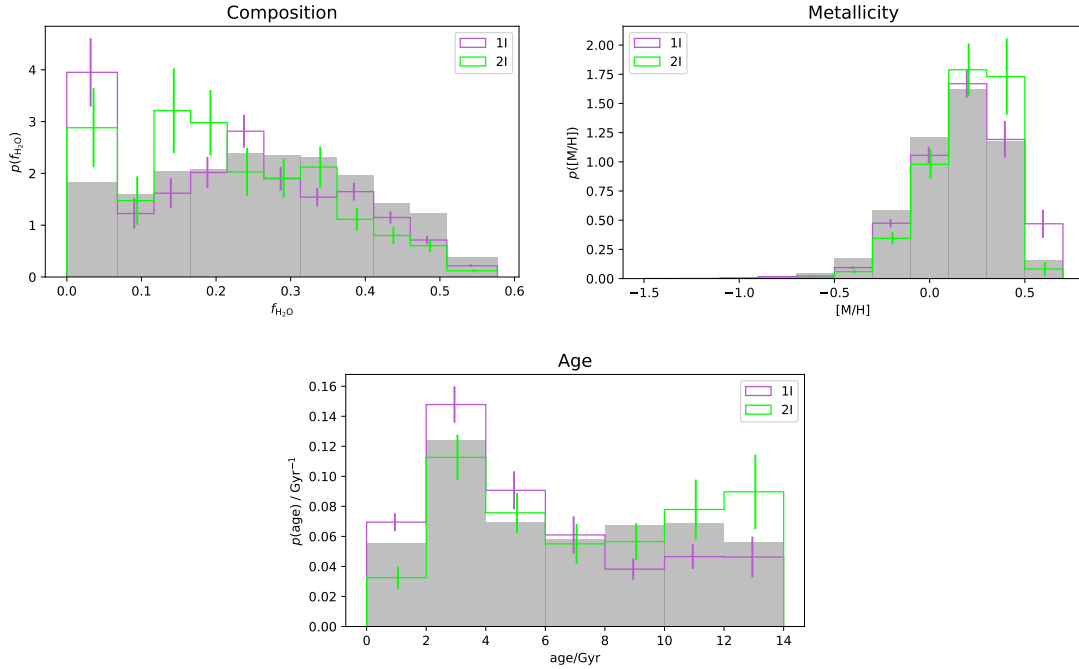 Composition
4
3
2
1
0
p(f_H₂O)
1I
2I
0.0 0.1 0.2 0.3 0.4 0.5 0.6
f_H₂O
Metallicity
2.00
1.75
1.50
1.25
1.00
0.75
0.50
0.25
0.00
p([M/H])
1I
2I
−1.5 −1.0 −0.5 0.0 0.5
[M/H]
Age
0.16
0.14
0.12
0.10
0.08
0.06
0.04
0.02
0.00
p(age) / Gyr⁻¹
1I
2I
0 2 4 6 8 10 12 14
age/Gyr